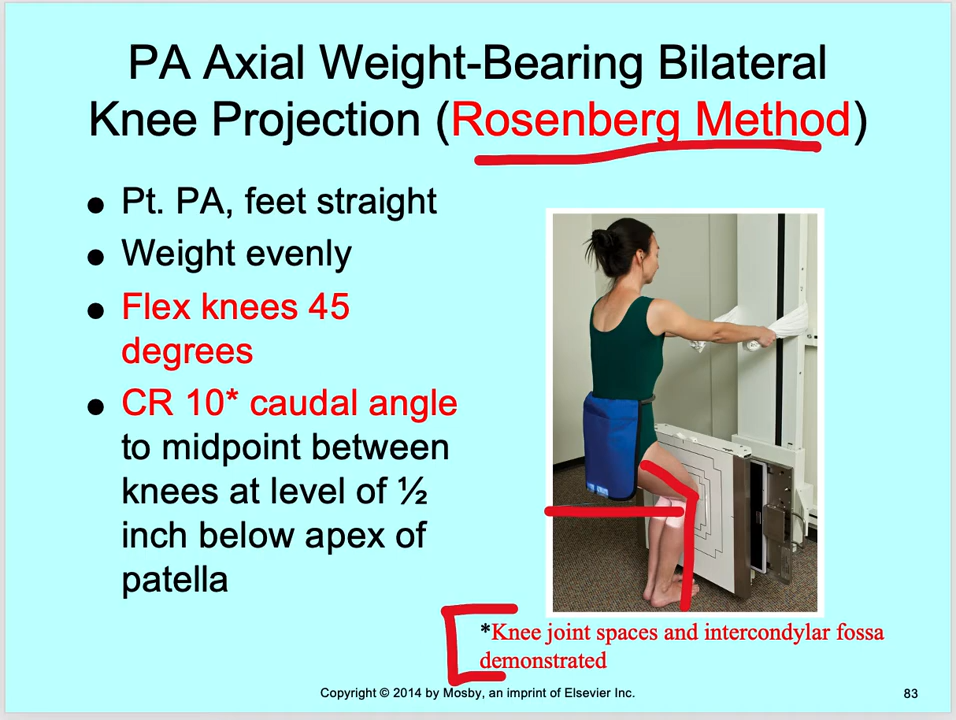 PA Axial Weight-Bearing Bilateral
Knee Projection (Rosenberg Method)
• Pt. PA, feet straight
• Weight evenly
• Flex knees 45
degrees
• CR 10* caudal angle
to midpoint between
knees at level of ½
inch below apex of
patella
*Knee joint spaces and intercondylar fossa
demonstrated
Copyright © 2014 by Mosby, an imprint of Elsevier Inc.
83